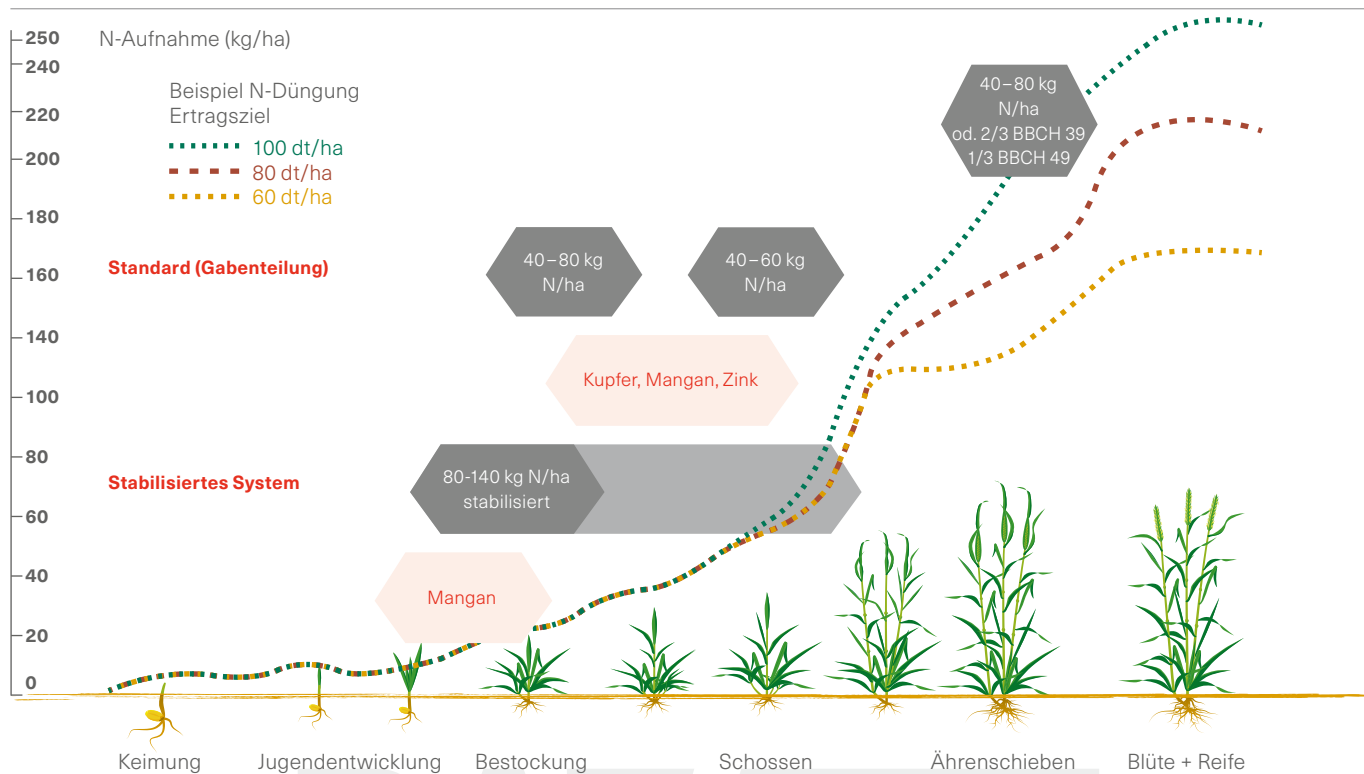 250
N-Aufnahme (kg/ha)
240
Beispiel N-Düngung
Ertragsziel
220
100 dt/ha
200
80 dt/ha
60 dt/ha
180
160
140
120
100
80
60
40
20
0
40–80 kg
N/ha
od. 2/3 BBCH 39
1/3 BBCH 49
Standard (Gabenteilung)
40–80 kg
N/ha
40–60 kg
N/ha
Kupfer, Mangan, Zink
Stabilisiertes System
80-140 kg N/ha
stabilisiert
Mangan
Keimung
Jugendentwicklung
Bestockung
Schossen
Ährenschieben
Blüte + Reife